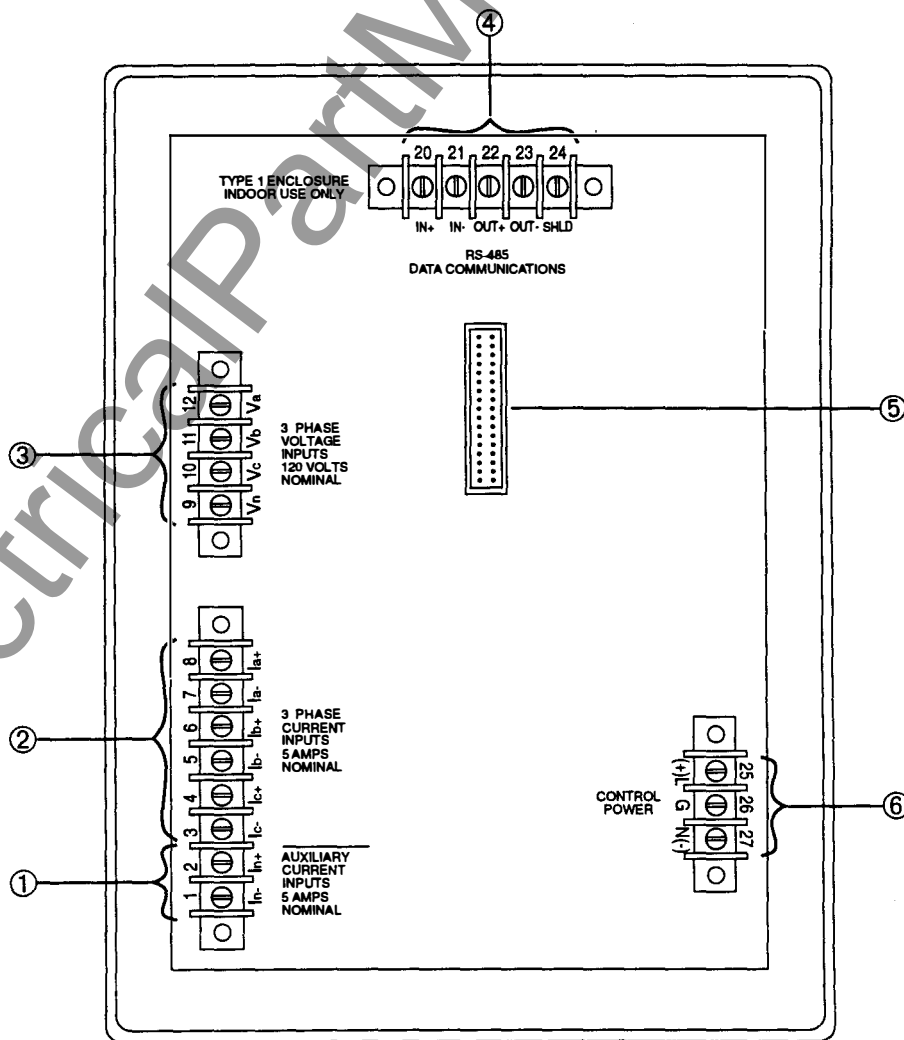 ④
20 21 22 23 24
TYPE 1 ENCLOSURE
INDOOR USE ONLY
IN+ IN- OUT+ OUT- SHLD
RS-485
DATA COMMUNICATIONS
⑤
③
12 Va
11 Vb
10 Vc
9 Vn
3 PHASE
VOLTAGE
INPUTS
120 VOLTS
NOMINAL
②
8 Ia+
7 Ia-
6 Ib+
5 Ib-
4 Ic+
3 Ic-
3 PHASE
CURRENT
INPUTS
5 AMPS
NOMINAL
①
2 In+
1 In-
AUXILIARY
CURRENT
INPUTS
5 AMPS
NOMINAL
CONTROL
POWER
(+)L 25
G 26
N(-) 27
⑥
ctricalPartM